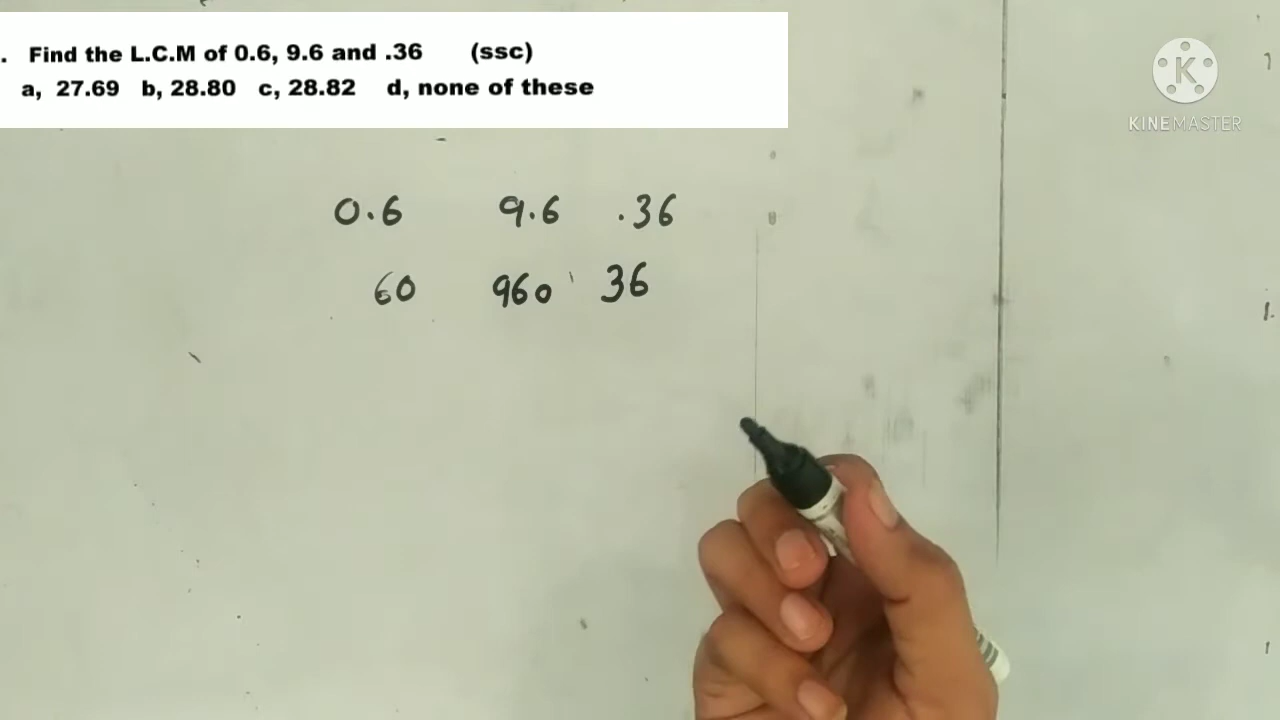 . Find the L.C.M of 0.6, 9.6 and .36 (ssc)
a, 27.69 b, 28.80 c, 28.82 d, none of these
K
KINEMASTER
0.6 9.6 .36
60 960 36